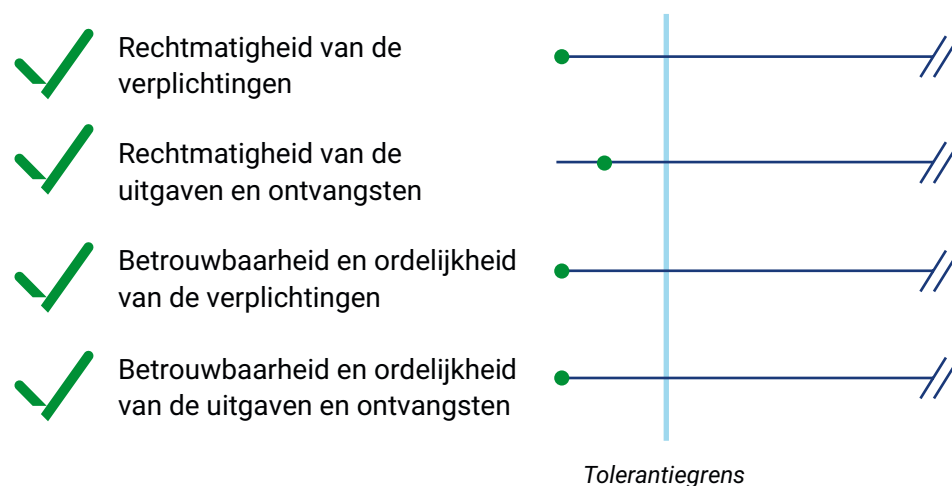 Rechtmatigheid van de
verplichtingen
Rechtmatigheid van de
uitgaven en ontvangsten
Betrouwbaarheid en ordelijkheid
van de verplichtingen
Betrouwbaarheid en ordelijkheid
van de uitgaven en ontvangsten
Tolerantiegrens